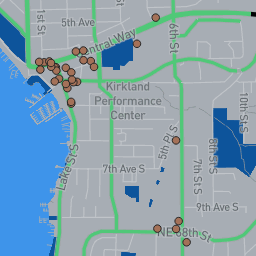 1st St
5th Ave
6th St
Central Way
10th St S
Kirkland
Performance
Center
8th St S
5th Pl S
Lake St S
7th Ave S
7th St S
9th Ave S
NE 68th St